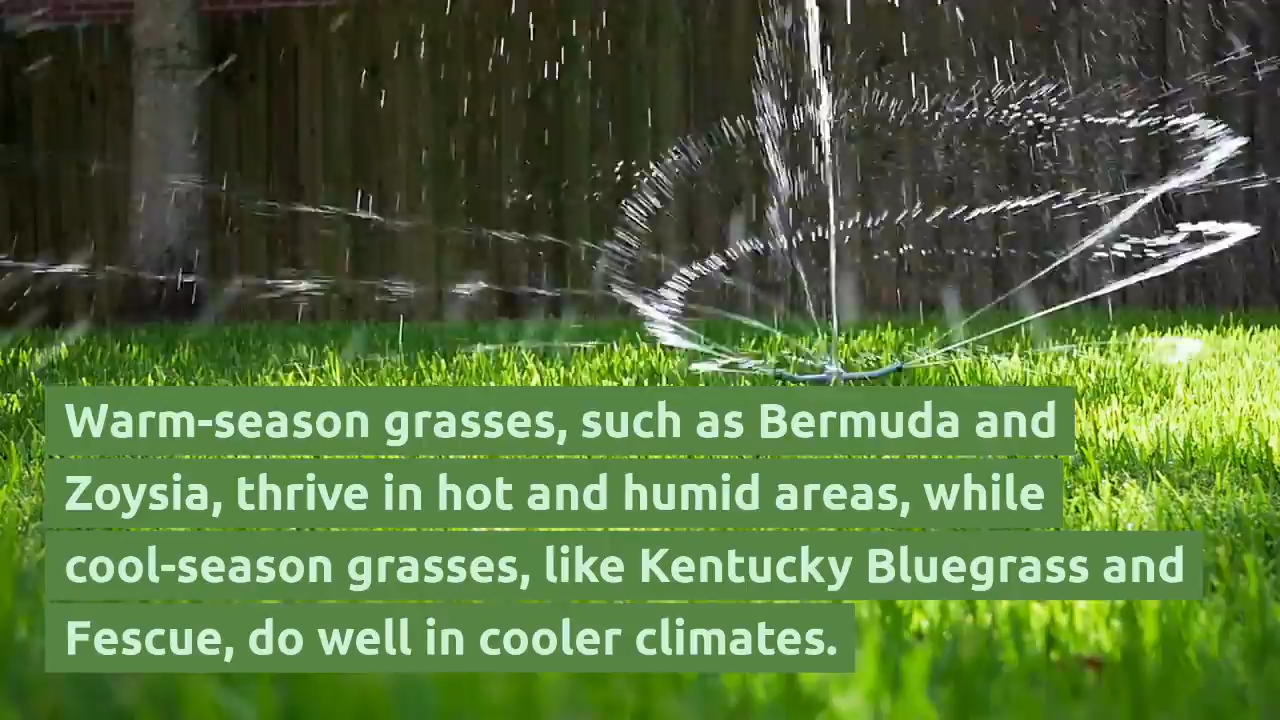 Warm-season grasses, such as Bermuda and
Zoysia, thrive in hot and humid areas, while
cool-season grasses, like Kentucky Bluegrass and
Fescue, do well in cooler climates.